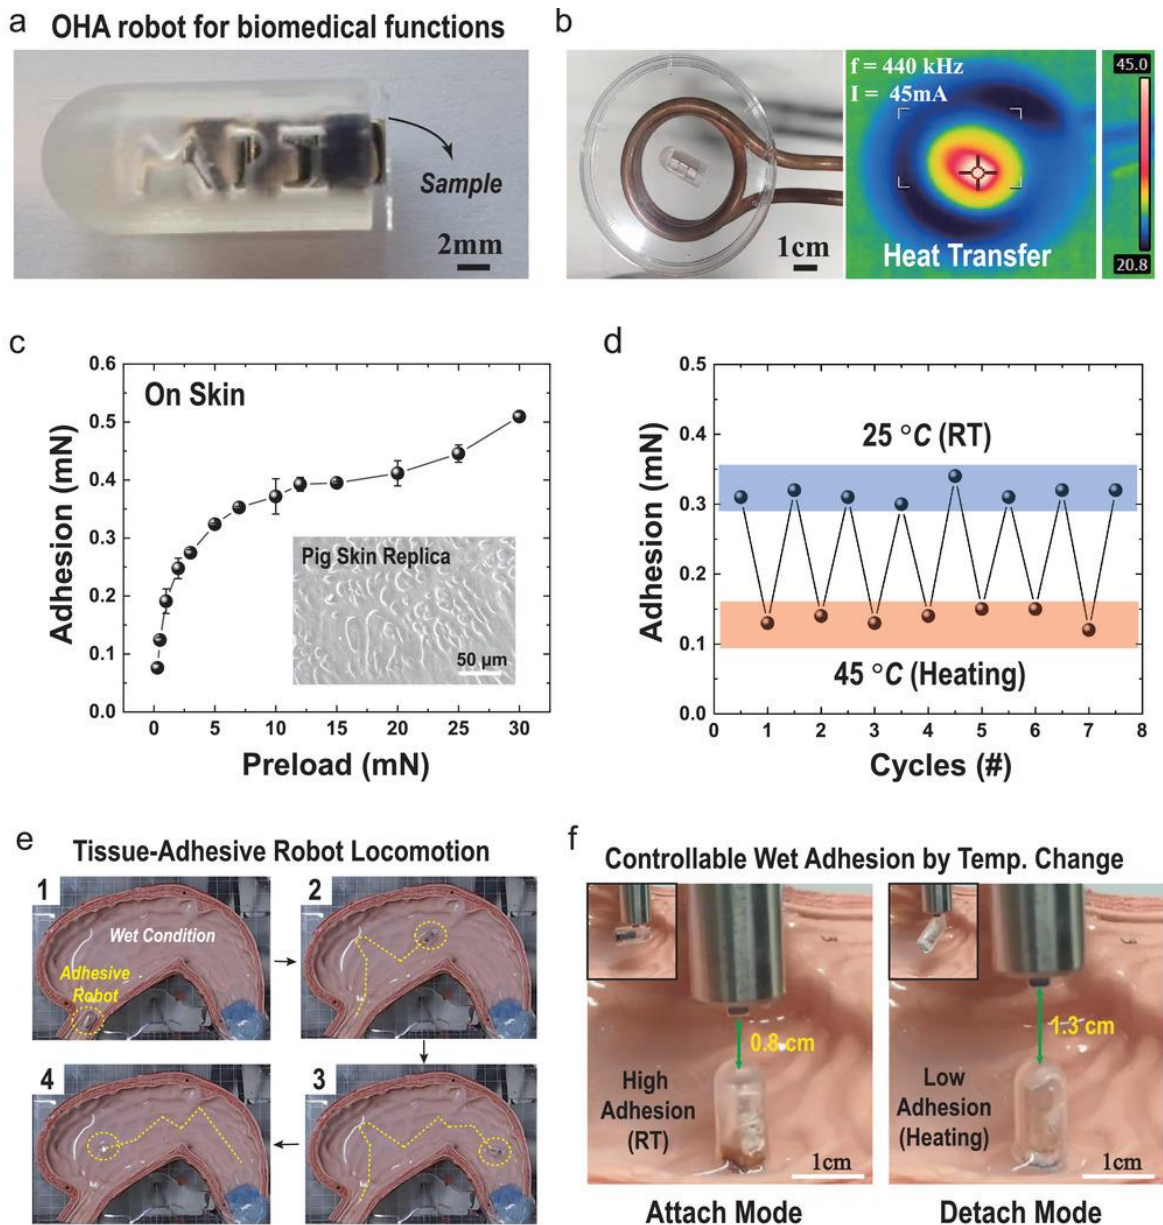 a
OHA robot for biomedical functions
Sample
2mm
b
f = 440 kHz
I = 45mA
Heat Transfer
1cm
45.0
20.8
c
On Skin
Adhesion (mN)
0.6
0.5
0.4
0.3
0.2
0.1
0.0
Pig Skin Replica
50 µm
0 5 10 15 20 25 30
Preload (mN)
d
Adhesion (mN)
0.5
0.4
0.3
0.2
0.1
0.0
25 °C (RT)
45 °C (Heating)
0 1 2 3 4 5 6 7 8
Cycles (#)
e
Tissue-Adhesive Robot Locomotion
1
Wet Condition
Adhesive
Robot
2
4
3
f
Controllable Wet Adhesion by Temp. Change
0.8 cm
High
Adhesion
(RT)
1cm
Attach Mode
1.3 cm
Low
Adhesion
(Heating)
1cm
Detach Mode